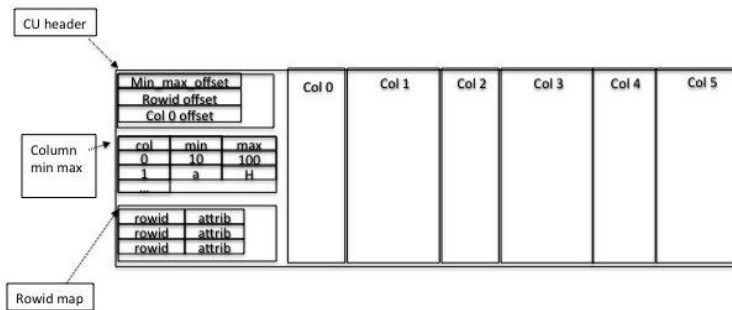 CU header
Min_max_offset
Rowid offset
Col 0 offset
Col 0
Col 1
Col 2
Col 3
Col 4
Col 5
Column
min max
col min max
0 10 100
1 a H
...
rowid attrib
rowid attrib
rowid attrib
Rowid map